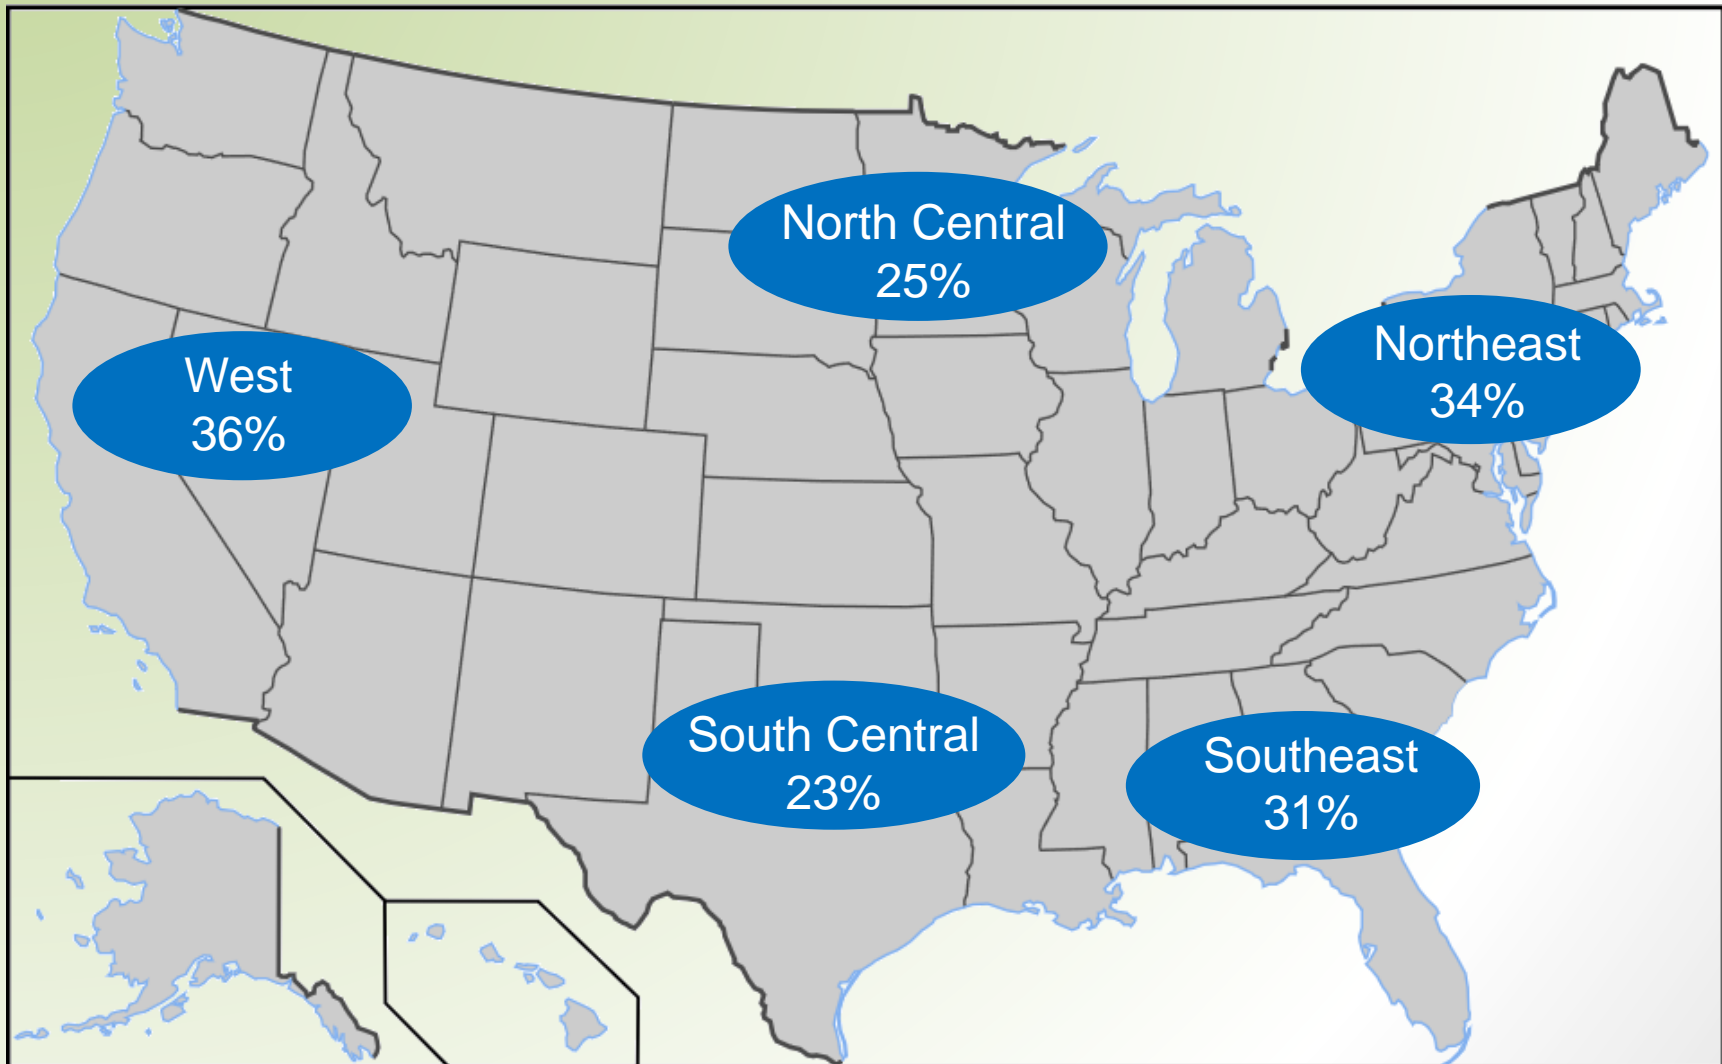 North Central
25%
Northeast
34%
West
36%
South Central
23%
Southeast
31%